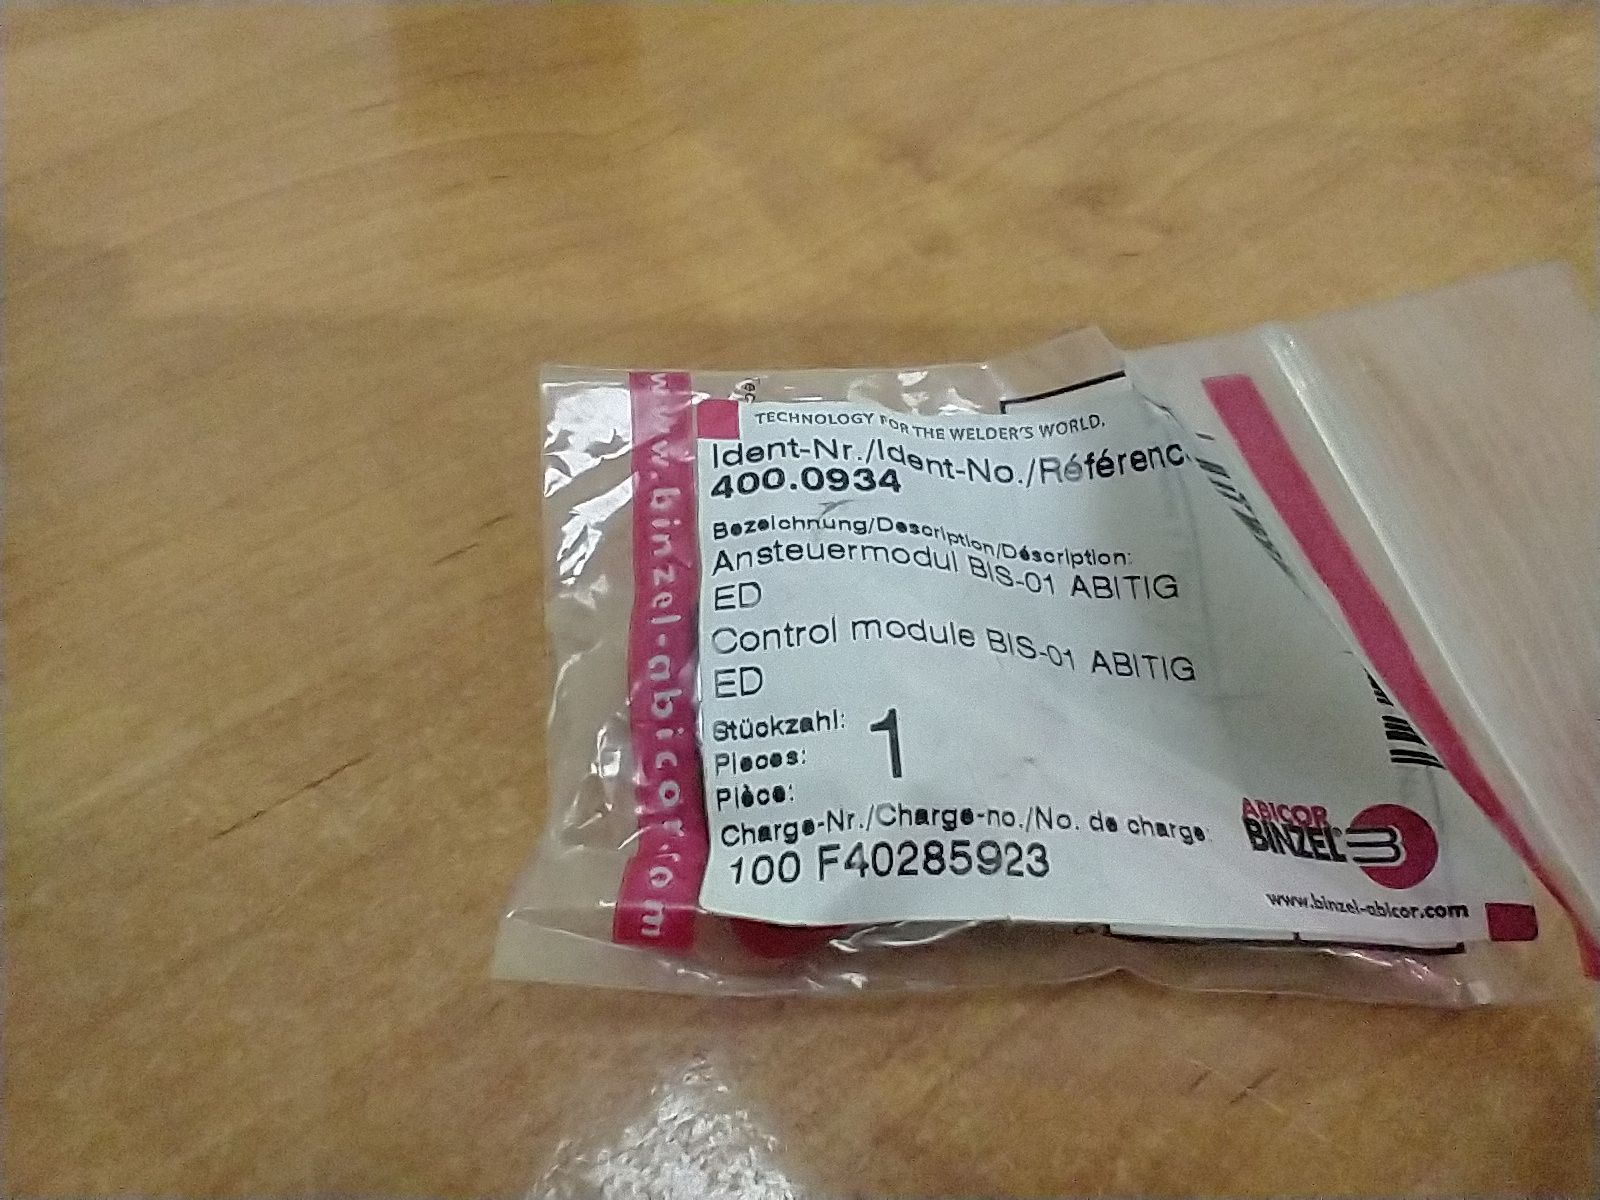 www.binzel-abicor.com
TECHNOLOGY FOR THE WELDER'S WORLD.
Ident-Nr./Ident-No./Référenc
400.0934
Bezeichnung/Description/Déscription:
Ansteuermodul BIS-01 ABITIG
ED
Control module BIS-01 ABITIG
ED
Stückzahl:
Pieces: 1
Pièce:
Charge-Nr./Charge-no./No. de charge:
100 F40285923
ABICOR
BINZEL
www.binzel-abicor.com